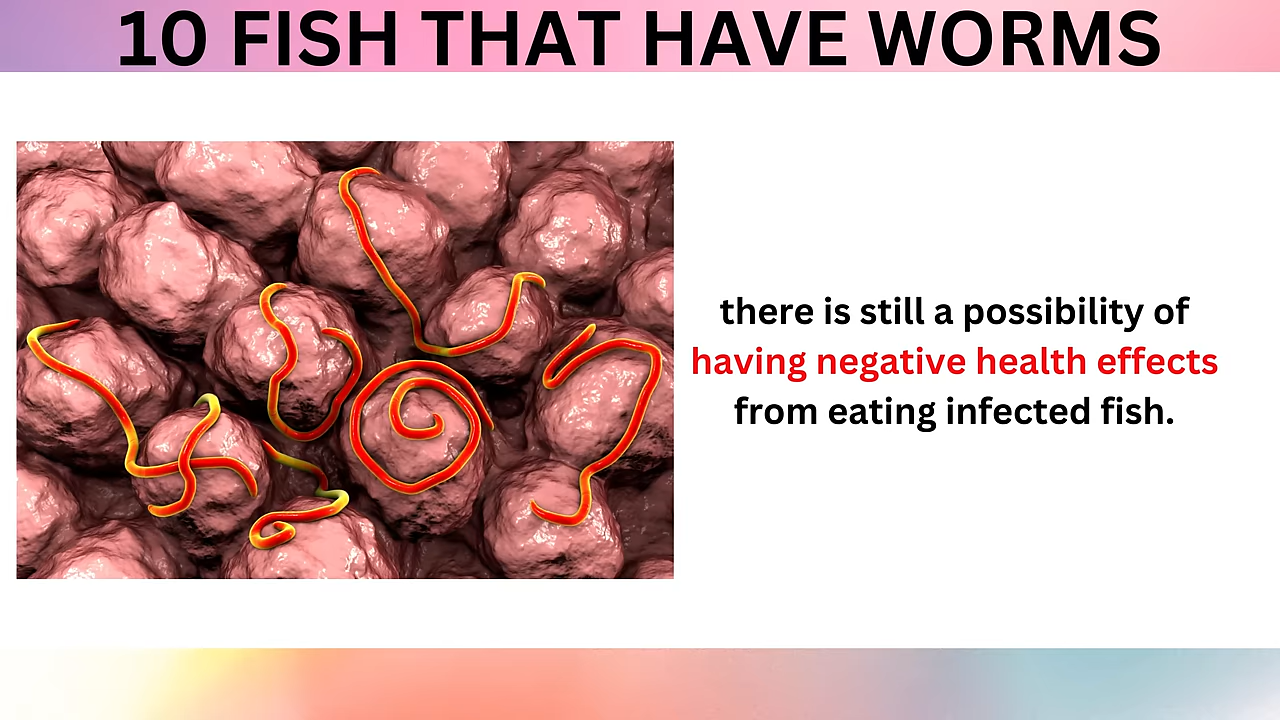 10 FISH THAT HAVE WORMS
there is still a possibility of
having negative health effects
from eating infected fish.